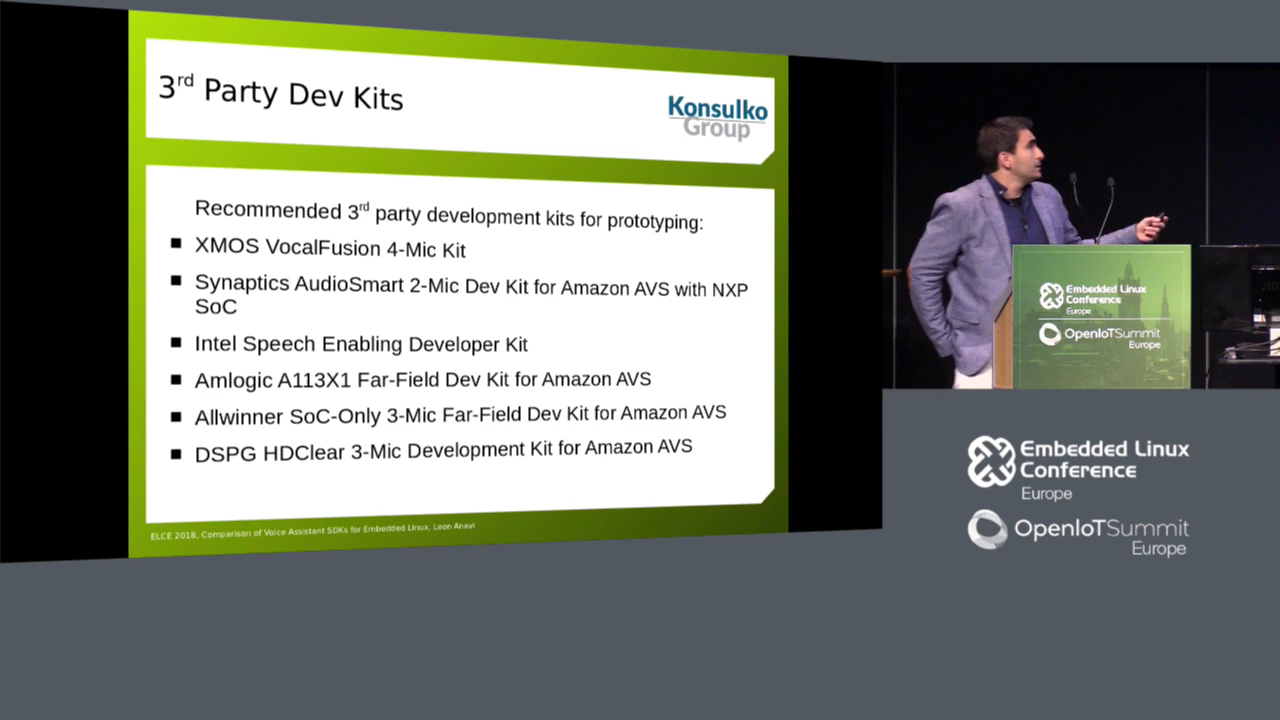 3rd Party Dev Kits
Konsulko
Group
Recommended 3rd party development kits for prototyping:
XMOS VocalFusion 4-Mic Kit
Synaptics AudioSmart 2-Mic Dev Kit for Amazon AVS with NXP
SoC
Intel Speech Enabling Developer Kit
Amlogic A113X1 Far-Field Dev Kit for Amazon AVS
Allwinner SoC-Only 3-Mic Far-Field Dev Kit for Amazon AVS
DSPG HDClear 3-Mic Development Kit for Amazon AVS
ELCE 2018, Comparison of Voice Assistant SDKs for Embedded Linux, Leon Anavi
Embedded Linux
Conference
Europe
OpenIoTSummit
Europe
Embedded Linux
Conference
Europe
OpenIoTSummit
Europe